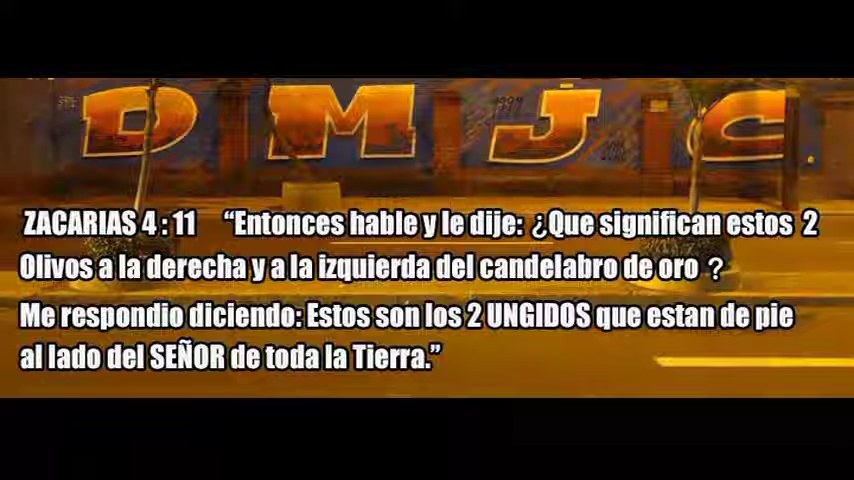 D M J C
ZACARIAS 4 : 11 “Entonces hable y le dije: ¿Que significan estos 2
Olivos a la derecha y a la izquierda del candelabro de oro ?
Me respondio diciendo: Estos son los 2 UNGIDOS que estan de pie
al lado del SEÑOR de toda la Tierra.”